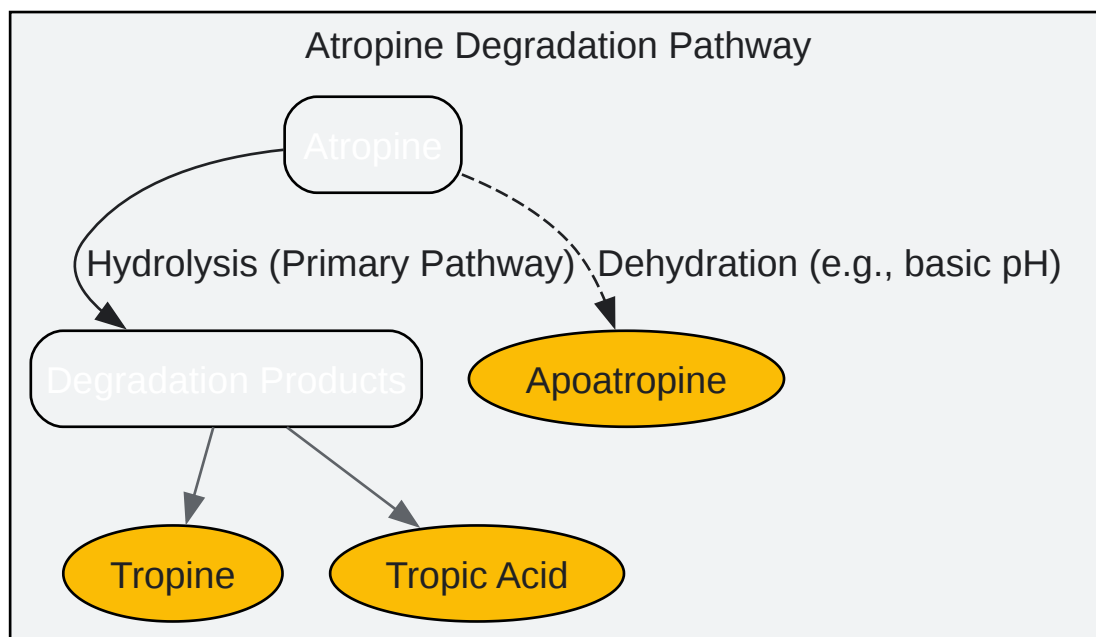 Atropine Degradation Pathway
Atropine
Hydrolysis (Primary Pathway)
Dehydration (e.g., basic pH)
Degradation Products
Apoatropine
Tropine
Tropic Acid